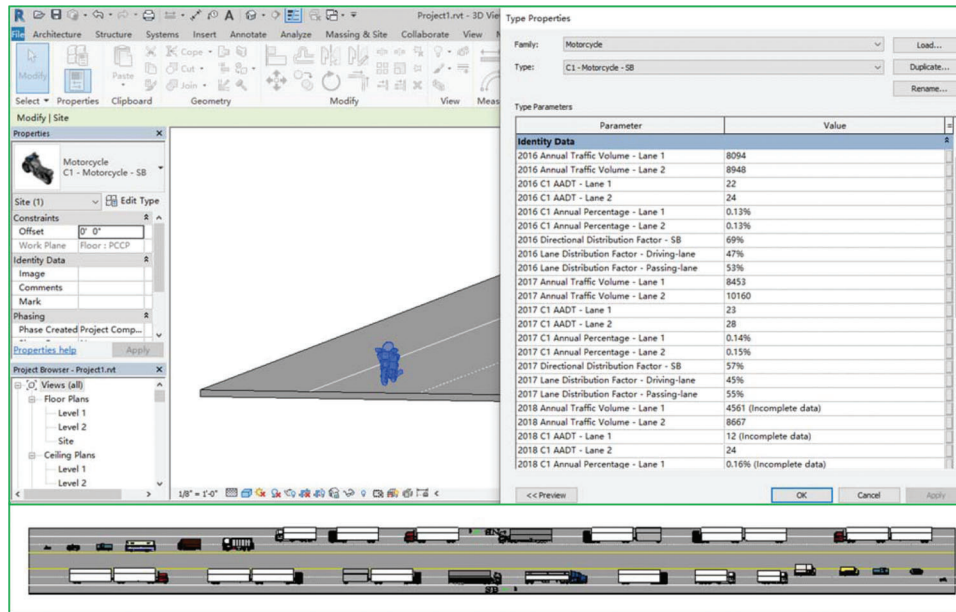 Project1.rvt - 3D Vie
File Architecture Structure Systems Insert Annotate Analyze Massing & Site Collaborate View
Modify
Paste
Cope
Cut
Join
Select Properties Clipboard Geometry Modify View Meas
Modify | Site
Properties
Motorcycle
C1 - Motorcycle - SB
Site (1) Edit Type
Constraints
Offset 0' 0"
Work Plane Floor : PCCP
Identity Data
Image
Comments
Mark
Phasing
Phase Created Project Comp...
Properties help Apply
Project Browser - Project1.rvt
Views (all)
Floor Plans
Level 1
Level 2
Site
Ceiling Plans
Level 1
Level 2
1/8" = 1'-0"
Type Properties
Family: Motorcycle Load...
Type: C1 - Motorcycle - SB Duplicate...
Rename...
Type Parameters
Parameter Value =
Identity Data
2016 Annual Traffic Volume - Lane 1 8094
2016 Annual Traffic Volume - Lane 2 8948
2016 C1 AADT - Lane 1 22
2016 C1 AADT - Lane 2 24
2016 C1 Annual Percentage - Lane 1 0.13%
2016 C1 Annual Percentage - Lane 2 0.13%
2016 Directional Distribution Factor - SB 69%
2016 Lane Distribution Factor - Driving-lane 47%
2016 Lane Distribution Factor - Passing-lane 53%
2017 Annual Traffic Volume - Lane 1 8453
2017 Annual Traffic Volume - Lane 2 10160
2017 C1 AADT - Lane 1 23
2017 C1 AADT - Lane 2 28
2017 C1 Annual Percentage - Lane 1 0.14%
2017 C1 Annual Percentage - Lane 2 0.15%
2017 Directional Distribution Factor - SB 57%
2017 Lane Distribution Factor - Driving-lane 45%
2017 Lane Distribution Factor - Passing-lane 55%
2018 Annual Traffic Volume - Lane 1 4561 (Incomplete data)
2018 Annual Traffic Volume - Lane 2 8667
2018 C1 AADT - Lane 1 12 (Incomplete data)
2018 C1 AADT - Lane 2 24
2018 C1 Annual Percentage - Lane 1 0.16% (Incomplete data)
<< Preview OK Cancel Apply
SB